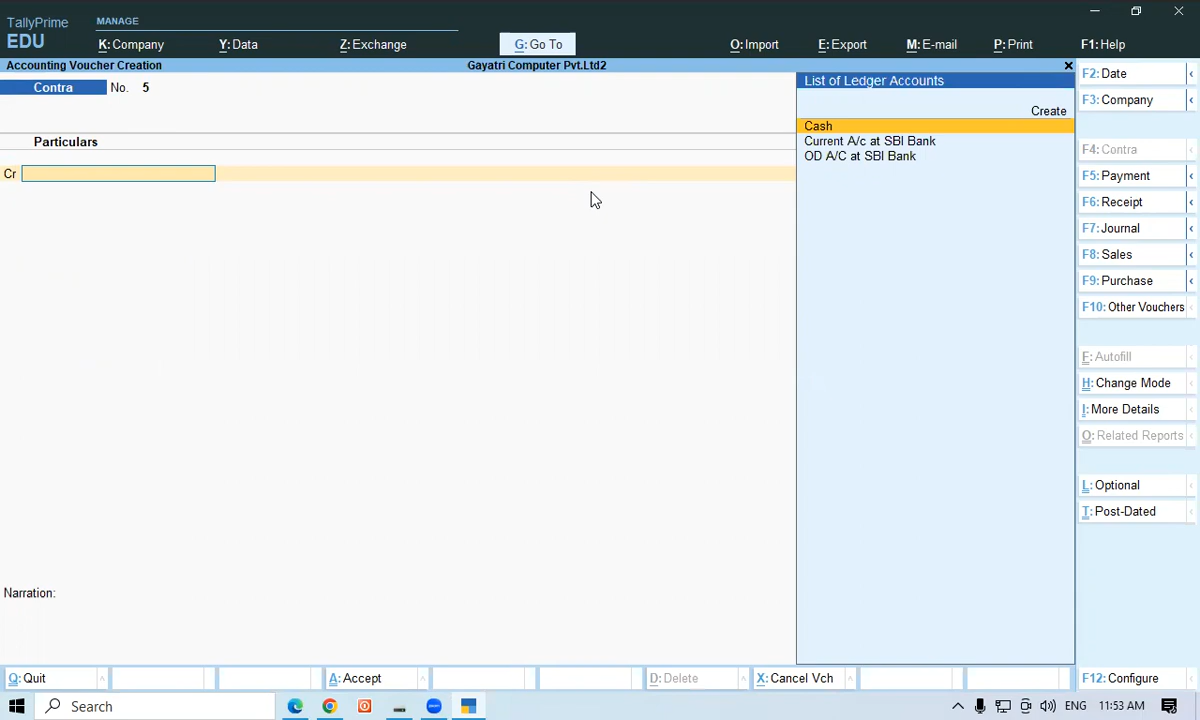 TallyPrime
EDU
MANAGE
K: Company
Y: Data
Z: Exchange
G: Go To
O: Import
E: Export
M: E-mail
P: Print
F1: Help
Accounting Voucher Creation
Gayatri Computer Pvt.Ltd2
Contra No. 5
Particulars
Cr
List of Ledger Accounts
Create
Cash
Current A/c at SBI Bank
OD A/C at SBI Bank
F2: Date
F3: Company
F4: Contra
F5: Payment
F6: Receipt
F7: Journal
F8: Sales
F9: Purchase
F10: Other Vouchers
F: Autofill
H: Change Mode
I: More Details
O: Related Reports
L: Optional
T: Post-Dated
Narration:
Q: Quit
A: Accept
D: Delete
X: Cancel Vch
F12: Configure
Search
ENG
11:53 AM